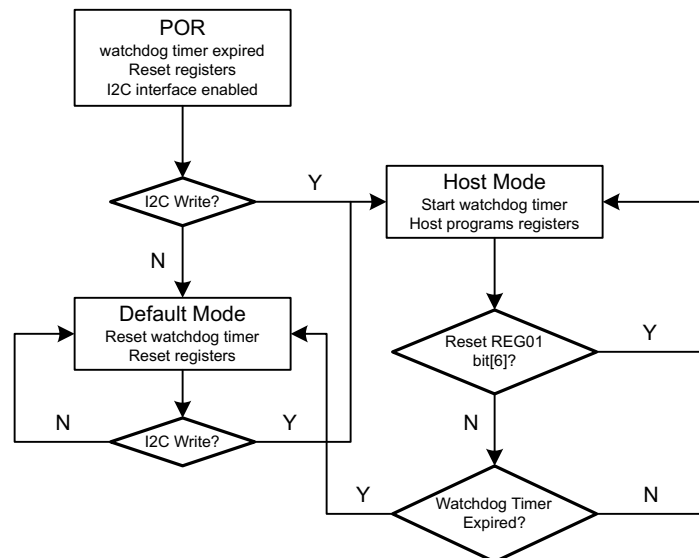 POR
watchdog timer expired
Reset registers
I2C interface enabled
I2C Write?
Y
N
Host Mode
Start watchdog timer
Host programs registers
Default Mode
Reset watchdog timer
Reset registers
Reset REG01
bit[6]?
Y
N
I2C Write?
N
Y
Watchdog Timer
Expired?
Y
N